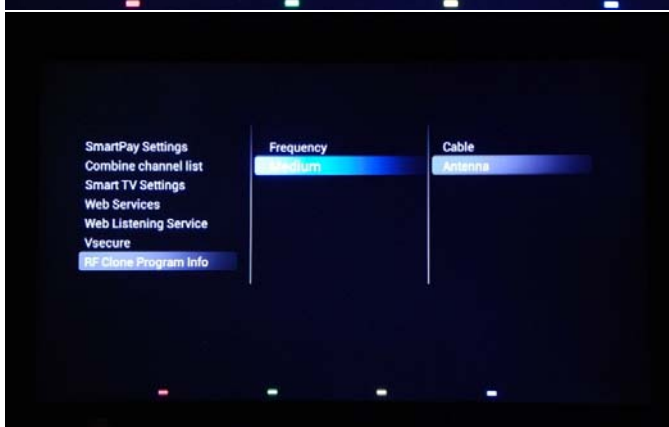 SmartPay Settings
Combine channel list
Smart TV Settings
Web Services
Web Listening Service
Vsecure
RF Clone Program Info
Frequency
Medium
Cable
Antenna